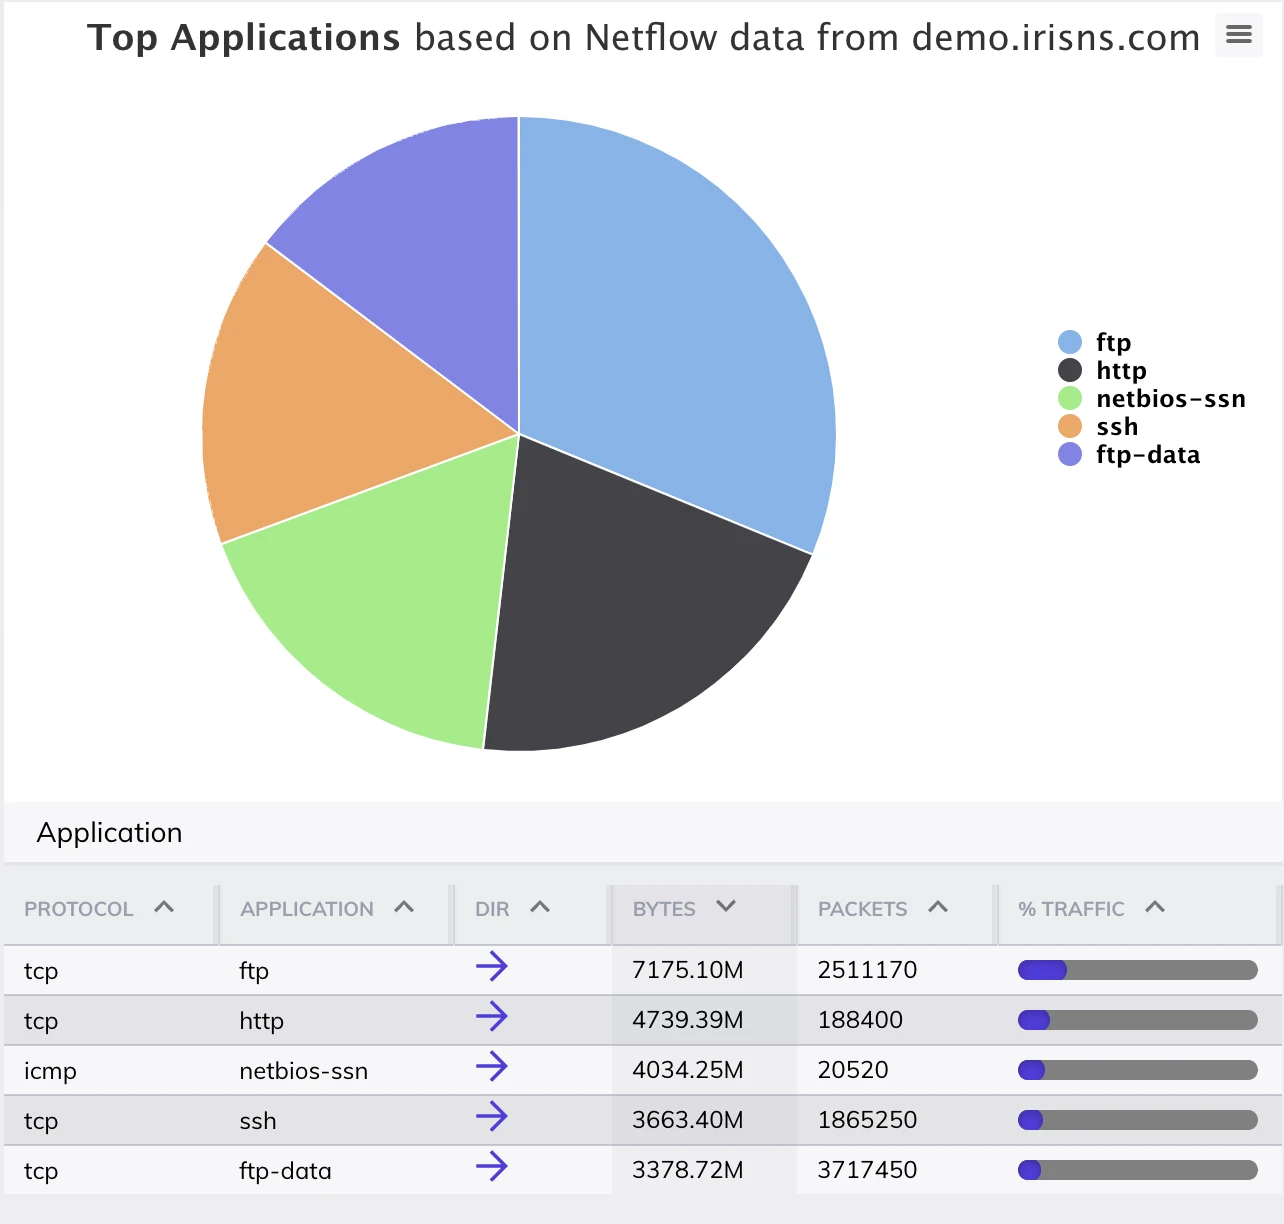 Top Applications based on Netflow data from demo.irisns.com
ftp
http
netbios-ssn
ssh
ftp-data
Application
PROTOCOL APPLICATION DIR BYTES PACKETS % TRAFFIC
tcp ftp 7175.10M 2511170
tcp http 4739.39M 188400
icmp netbios-ssn 4034.25M 20520
tcp ssh 3663.40M 1865250
tcp ftp-data 3378.72M 3717450